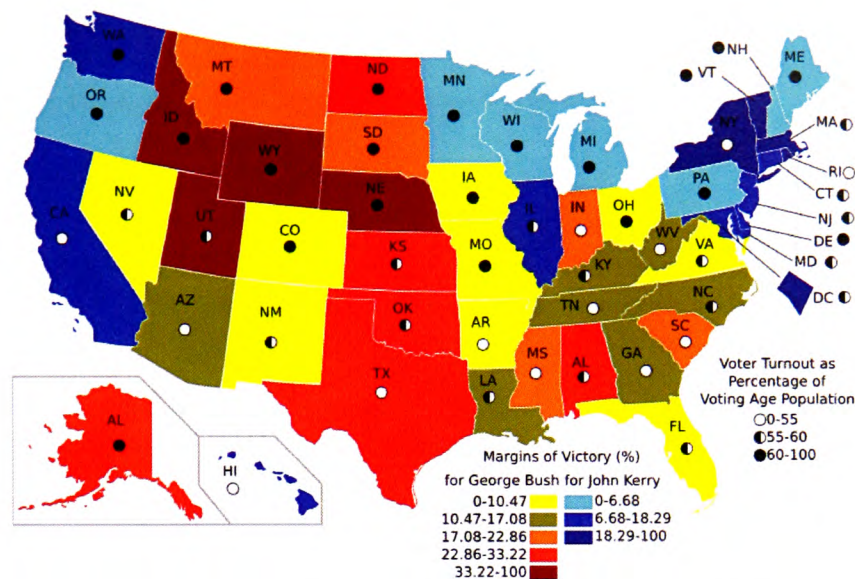 WA
OR
CA
NV
ID
MT
WY
UT
AZ
CO
NM
ND
SD
NE
KS
OK
TX
MN
IA
MO
AR
LA
WI
IL
MI
IN
OH
KY
TN
MS
AL
GA
FL
SC
NC
VA
WV
PA
NY
VT
NH
ME
MA
RI
CT
NJ
DE
MD
DC
AL
HI
Voter Turnout as
Percentage of
Voting Age Population
0-55
55-60
60-100
Margins of Victory (%)
for George Bush for John Kerry
0-10.47 0-6.68
10.47-17.08 6.68-18.29
17.08-22.86 18.29-100
22.86-33.22
33.22-100